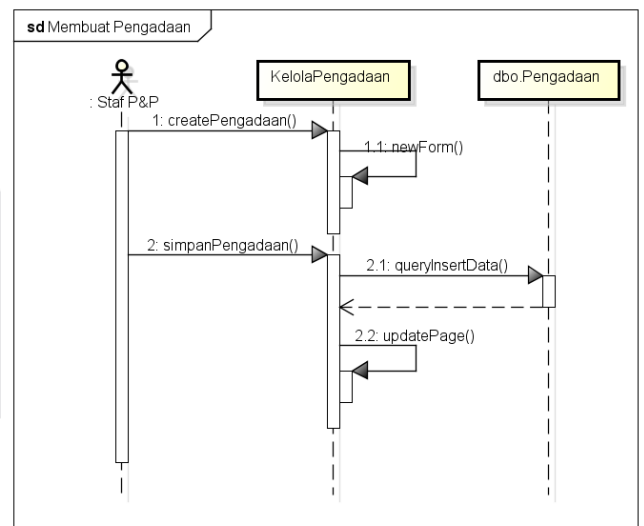 sd Membuat Pengadaan
KelolaPengadaan
dbo.Pengadaan
: Staf P&P
1: createPengadaan()
1.1: newForm()
2: simpanPengadaan()
2.1: queryInsertData()
2.2: updatePage()